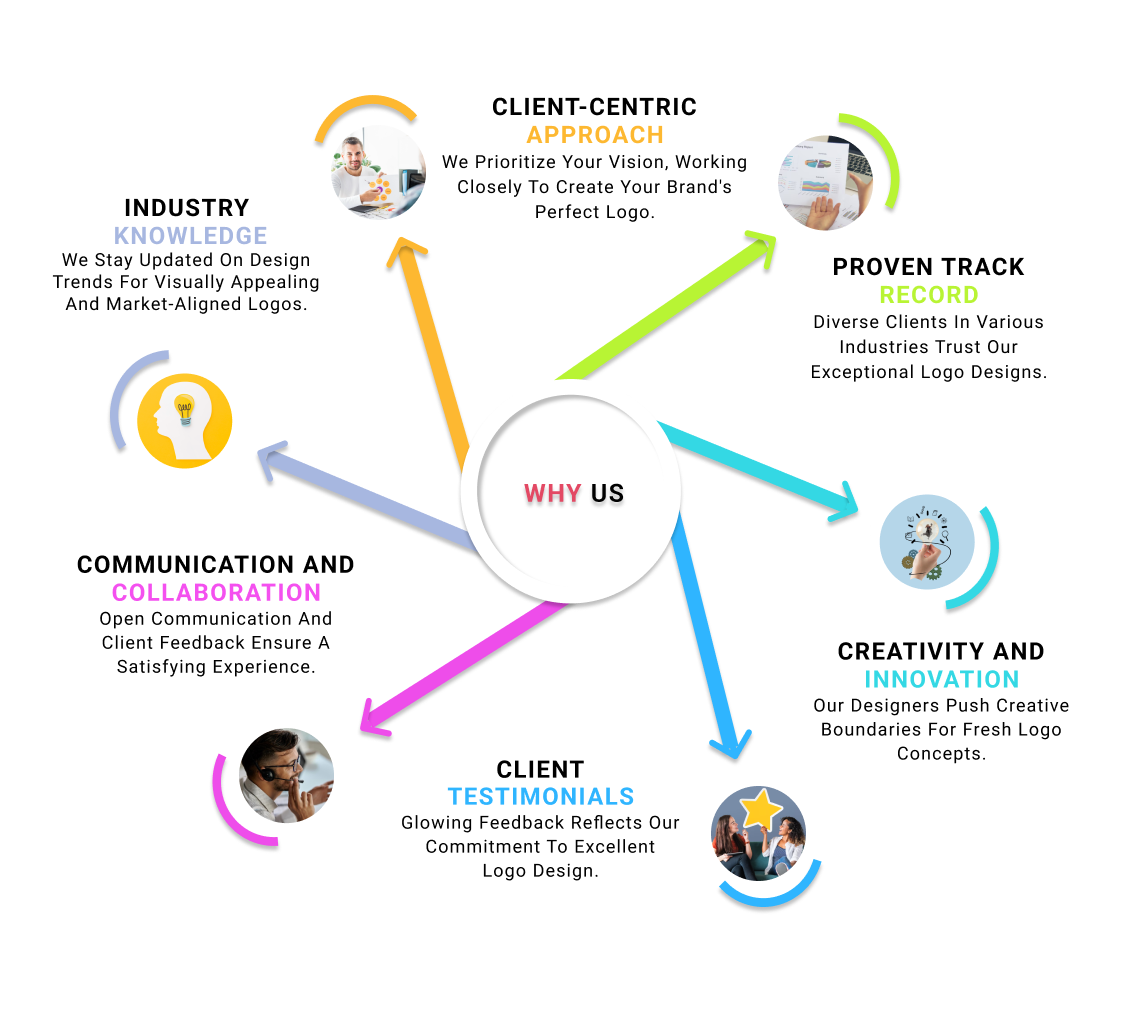 CLIENT-CENTRIC
APPROACH
We Prioritize Your Vision, Working
Closely To Create Your Brand's
Perfect Logo.
INDUSTRY
KNOWLEDGE
We Stay Updated On Design
Trends For Visually Appealing
And Market-Aligned Logos.
PROVEN TRACK
RECORD
Diverse Clients In Various
Industries Trust Our
Exceptional Logo Designs.
WHY US
COMMUNICATION AND
COLLABORATION
Open Communication And
Client Feedback Ensure A
Satisfying Experience.
CREATIVITY AND
INNOVATION
Our Designers Push Creative
Boundaries For Fresh Logo
Concepts.
CLIENT
TESTIMONIALS
Glowing Feedback Reflects Our
Commitment To Excellent
Logo Design.